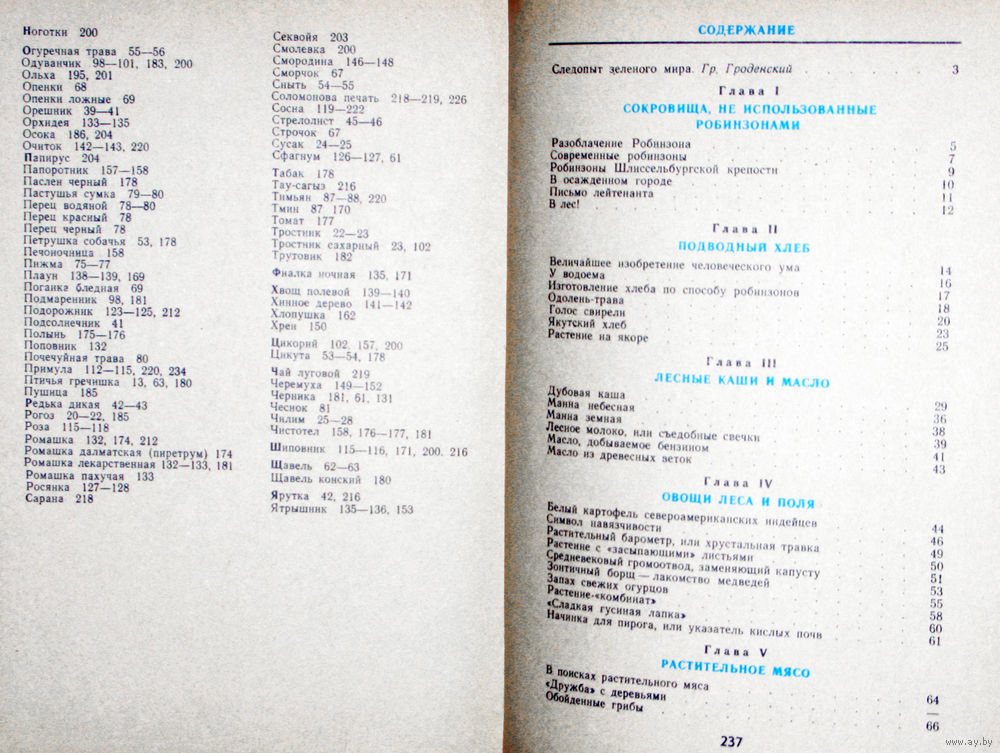 Ноготки 200
Огуречная трава 55—56
Одуванчик 98—101, 183, 200
Ольха 195, 201
Опенки 68
Опенки ложные 69
Орешник 39—41
Орхидея 133—135
Осока 186, 204
Очиток 142—143, 220
Папирус 204
Папоротник 157—158
Паслен черный 178
Пастушья сумка 79—80
Перец водяной 78—80
Перец красный 78
Перец черный 78
Петрушка собачья 53, 178
Печоночница 158
Пижма 75—77
Плаун 138—139, 169
Поганка бледная 69
Подмаренник 98, 181
Подорожник 123—125, 212
Подсолнечник 41
Полынь 175—176
Поповник 132
Почечуйная трава 80
Примула 112—115, 220, 234
Птичья гречишка 13, 63, 180
Пушица 185
Редька дикая 42—43
Рогоз 20—22, 185
Роза 115—118
Ромашка 132, 174, 212
Ромашка далматская (пиретрум) 174
Ромашка лекарственная 132—133, 181
Ромашка пахучая 133
Росянка 127—128
Сарана 218
Секвойя 203
Смолевка 200
Смородина 146—148
Сморчок 67
Сныть 54—55
Соломонова печать 218—219, 226
Сосна 119—222
Стрелолист 45—46
Строчок 67
Сусак 24—25
Сфагнум 126—127, 61
Табак 178
Тау-сагыз 216
Тимьян 87—88, 220
Тмин 87 170
Томат 177
Тростник 22—23
Тростник сахарный 23, 102
Трутовик 182
Фиалка ночная 135, 171
Хвощ полевой 139—140
Хинное дерево 141—142
Хлопушка 162
Хрен 150
Цикорий 102, 157, 200
Цикута 53—54, 178
Чай луговой 219
Черемуха 149—152
Черника 181, 61, 131
Чеснок 81
Чилим 25—28
Чистотел 158, 176—177, 181
Шиповник 115—116, 171, 200. 216
Щавель 62—63
Щавель конский 180
Ярутка 42, 216
Ятрышник 135—136, 153
СОДЕРЖАНИЕ
Следопыт зеленого мира. Гр. Гроденский 3
Глава I
СОКРОВИЩА, НЕ ИСПОЛЬЗОВАННЫЕ
РОБИНЗОНАМИ
Разоблачение Робинзона 5
Современные робинзоны 7
Робинзоны Шлиссельбургской крепости 9
В осажденном городе 10
Письмо лейтенанта 11
В лес! 12
Глава II
ПОДВОДНЫЙ ХЛЕБ
Величайшее изобретение человеческого ума 14
У водоема 16
Изготовление хлеба по способу робинзонов 17
Одолень-трава 18
Голос свирели 20
Якутский хлеб 23
Растение на якоре 25
Глава III
ЛЕСНЫЕ КАШИ И МАСЛО
Дубовая каша 29
Манна небесная 36
Манна земная 38
Лесное молоко, или съедобные свечки 39
Масло, добываемое бензином 41
Масло из древесных веток 43
Глава IV
ОВОЩИ ЛЕСА И ПОЛЯ
Белый картофель североамериканских индейцев 44
Символ навязчивости 46
Растительный барометр, или хрустальная травка 49
Растение с «засыпающими» листьями 50
Средневековый громоотвод, заменяющий капусту 51
Зонтичный борщ — лакомство медведей 53
Запах свежих огурцов 55
Растение-«комбинат» 58
«Сладкая гусиная лапка» 60
Начинка для пирога, или указатель кислых почв 61
Глава V
РАСТИТЕЛЬНОЕ МЯСО
В поисках растительного мяса 64
«Дружба» с деревьями —
Обойденные грибы 66
237
www.ay.by